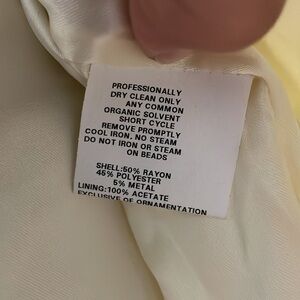 PROFESSIONALLY
DRY CLEAN ONLY
ANY COMMON
ORGANIC SOLVENT
SHORT CYCLE
REMOVE PROMPTLY
COOL IRON, NO STEAM
DO NOT IRON OR STEAM
ON BEADS
SHELL:50% RAYON
45% POLYESTER
5% METAL
LINING:100% ACETATE
EXCLUSIVE OF ORNAMENTATION